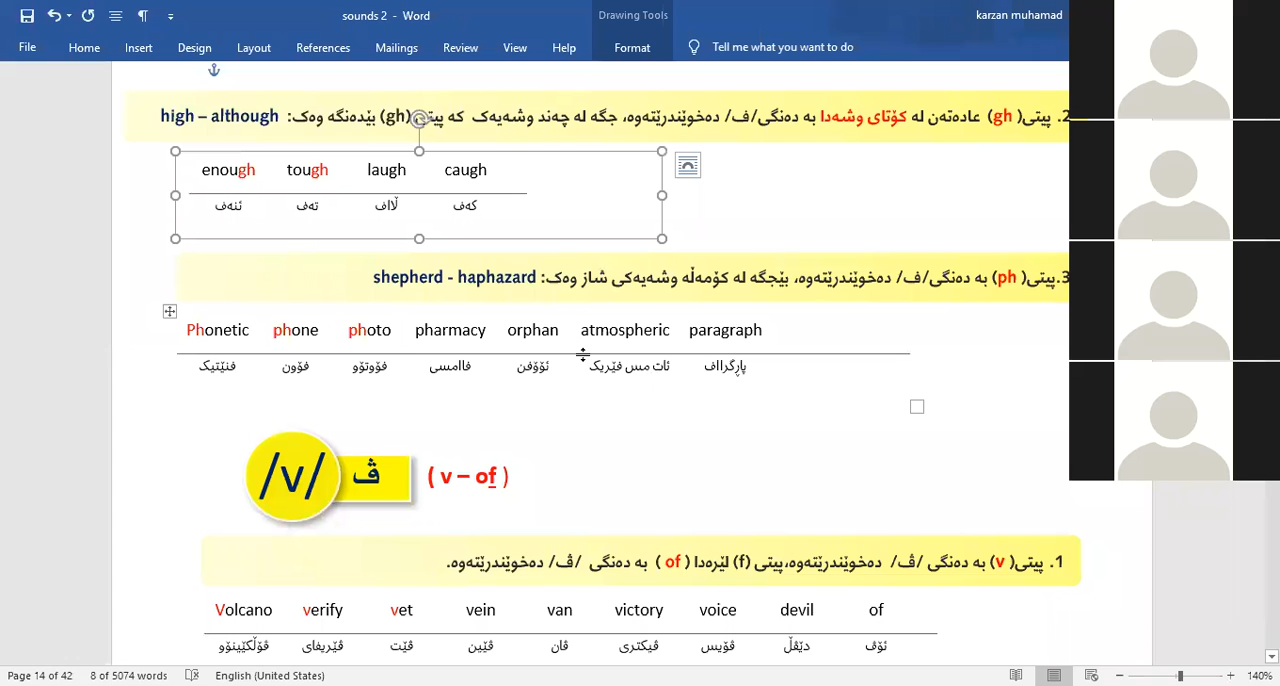 sounds 2 - Word
Drawing Tools
karzan muhamad
File Home Insert Design Layout References Mailings Review View Help Format Tell me what you want to do
2. پیتی( gh) عادەتەن لە کۆتای وشەدا بە دەنگی/ف/ دەخوێندرێتەوە، جگە لە چەند وشەیەک کە پیتی (gh) بێدەنگە وەک: high – although
enough tough laugh caugh
ئنەف تەف ڵااف کەف
3.پیتی( ph) بە دەنگی/ف/ دەخوێندرێتەوە، بێجگە لە کۆمەڵە وشەیەکی شاز وەک: shepherd - haphazard
Phonetic phone photo pharmacy orphan atmospheric paragraph
فنێتیک فۆون فۆوتۆو فاامسی ئۆۆفن ئات مس فێریک پاڕگرااف
/v/ ڤ ( v – of )
1. پیتی( v) بە دەنگی /ڤ/ دەخوێندرێتەوە،پیتی (f) لێرەدا ( of ) بە دەنگی /ڤ/ دەخوێندرێتەوە.
Volcano verify vet vein van victory voice devil of
ڤۆڵکێینۆو ڤێریفای ڤێت ڤێین ڤان ڤیکتری ڤۆیس دێڤڵ ئۆڤ
Page 14 of 42 8 of 5074 words English (United States) 140%